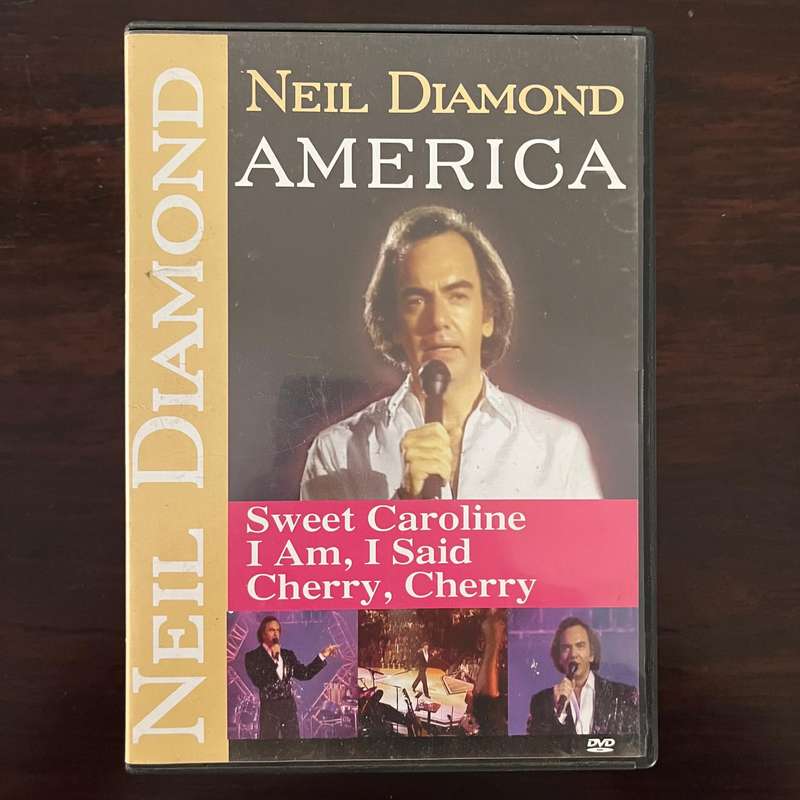 NEIL DIAMOND
NEIL DIAMOND
AMERICA
Sweet Caroline
I Am, I Said
Cherry, Cherry
DVD